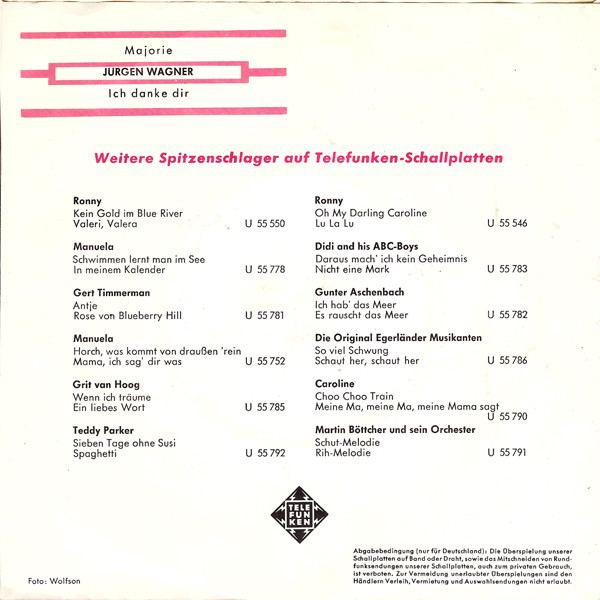 Majorie
JURGEN WAGNER
Ich danke dir
Weitere Spitzenschlager auf Telefunken-Schallplatten
Ronny
Kein Gold im Blue River
Valeri, Valera U 55 550
Manuela
Schwimmen lernt man im See
In meinem Kalender U 55 778
Gert Timmerman
Antje
Rose von Blueberry Hill U 55 781
Manuela
Horch, was kommt von draußen 'rein
Mama, ich sag' dir was U 55 752
Grit van Hoog
Wenn ich träume
Ein liebes Wort U 55 785
Teddy Parker
Sieben Tage ohne Susi
Spaghetti U 55 792
Ronny
Oh My Darling Caroline
Lu La Lu U 55 546
Didi and his ABC-Boys
Daraus mach' ich kein Geheimnis
Nicht eine Mark U 55 783
Gunter Aschenbach
Ich hab' das Meer
Es rauscht das Meer U 55 782
Die Original Egerländer Musikanten
So viel Schwung
Schaut her, schaut her U 55 786
Caroline
Choo Choo Train
Meine Ma, meine Ma, meine Mama sagt
U 55 790
Martin Böttcher und sein Orchester
Schut-Melodie
Rih-Melodie U 55 791
TELE
FUN
KEN
Abgabebedingung (nur für Deutschland): Die Überspielung unserer
Schallplatten auf Band oder Draht, sowie das Mitschneiden von Rund-
funksendungen unserer Schallplatten, auch zum privaten Gebrauch,
ist verboten. Zur Vermeidung unerlaubter Überspielungen sind den
Händlern Verleih, Vermietung und Auswahlsendungen nicht erlaubt.
Foto: Wolfson